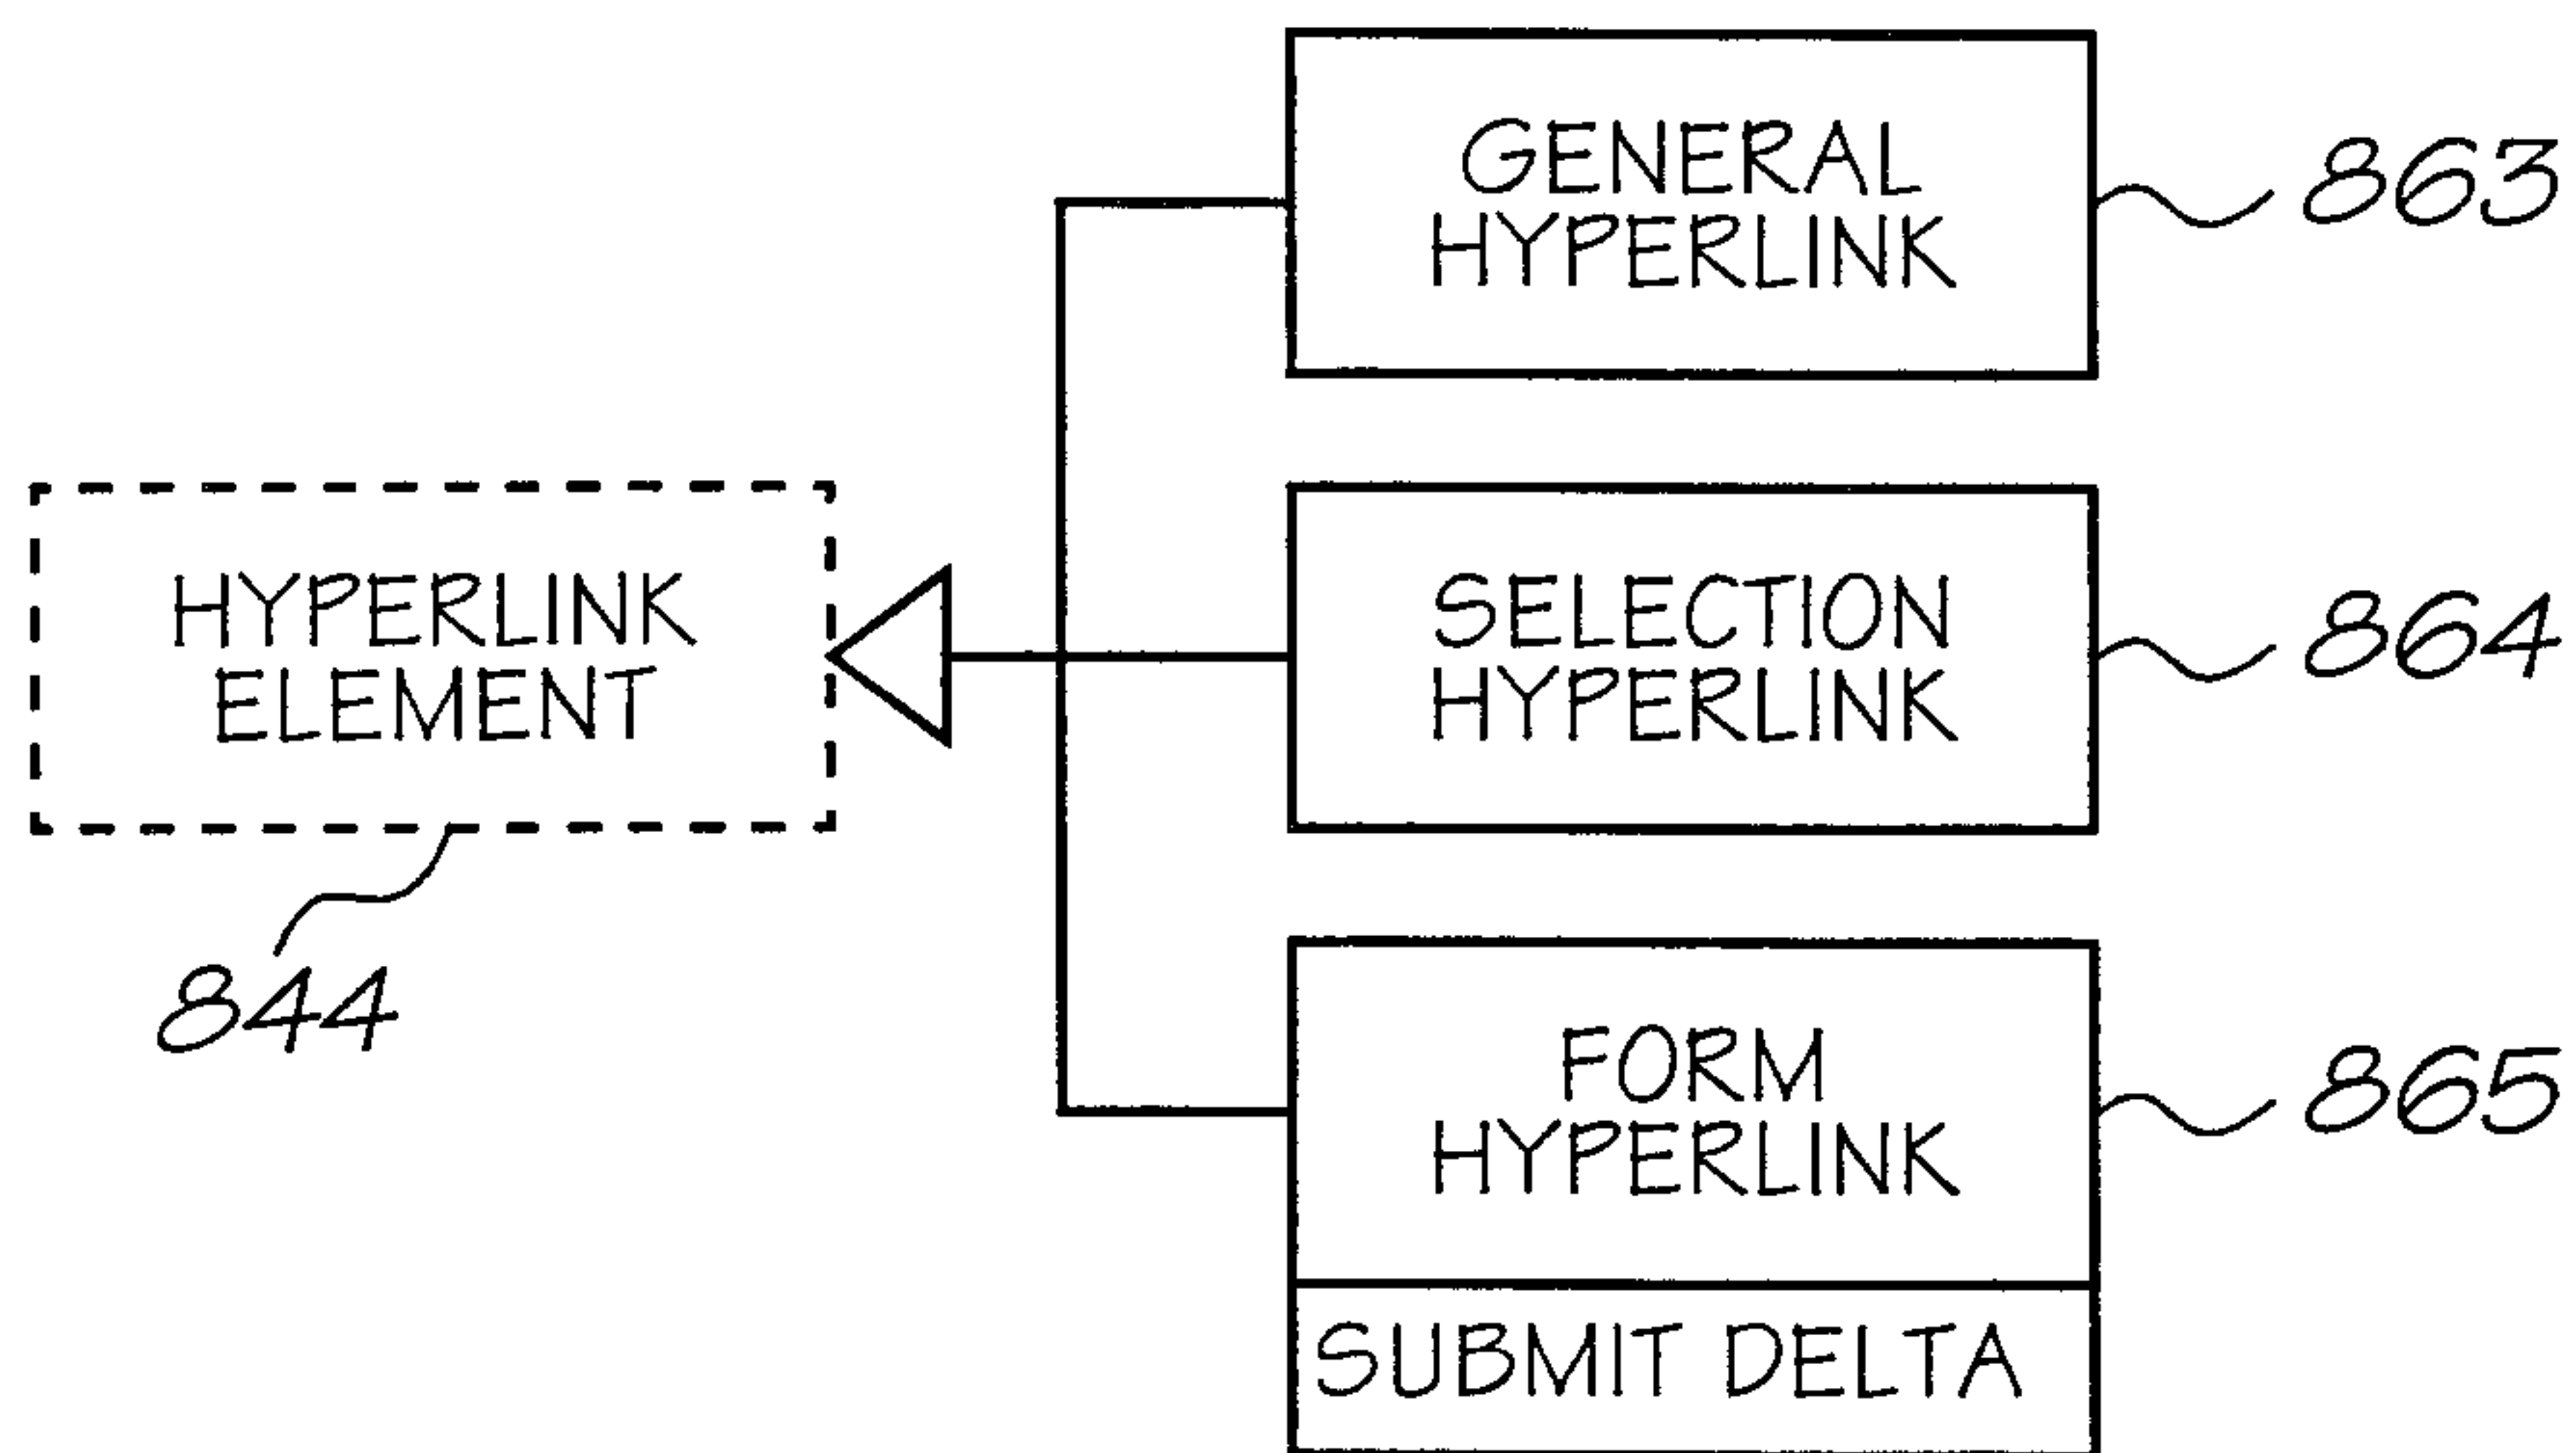 GENERAL
HYPERLINK
863
HYPERLINK
ELEMENT
844
SELECTION
HYPERLINK
864
FORM
HYPERLINK
865
SUBMIT DELTA